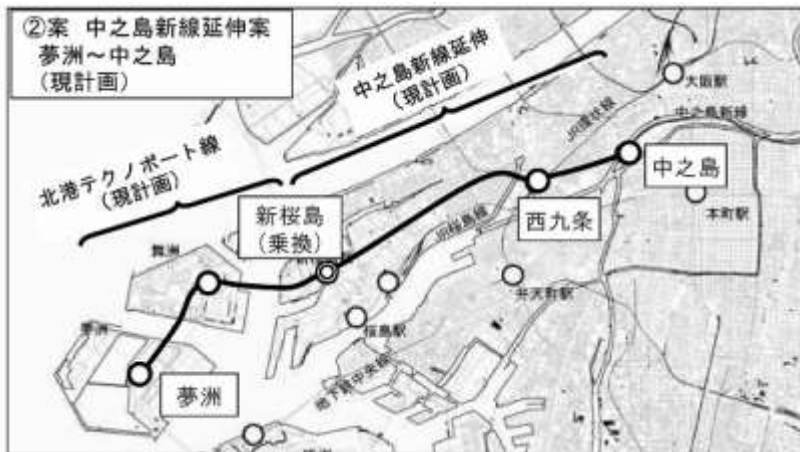 ②案 中之島新線延伸案
夢洲～中之島
(現計画)
中之島新線延伸
(現計画)
北港テクノポート線
(現計画)
大阪駅
JR環状線
中之島新線
中之島
本町駅
西九条
新桜島
(乗換)
JR桜島線
舞洲
弁天町駅
桜島駅
夢洲
夢洲
地下鉄中央線